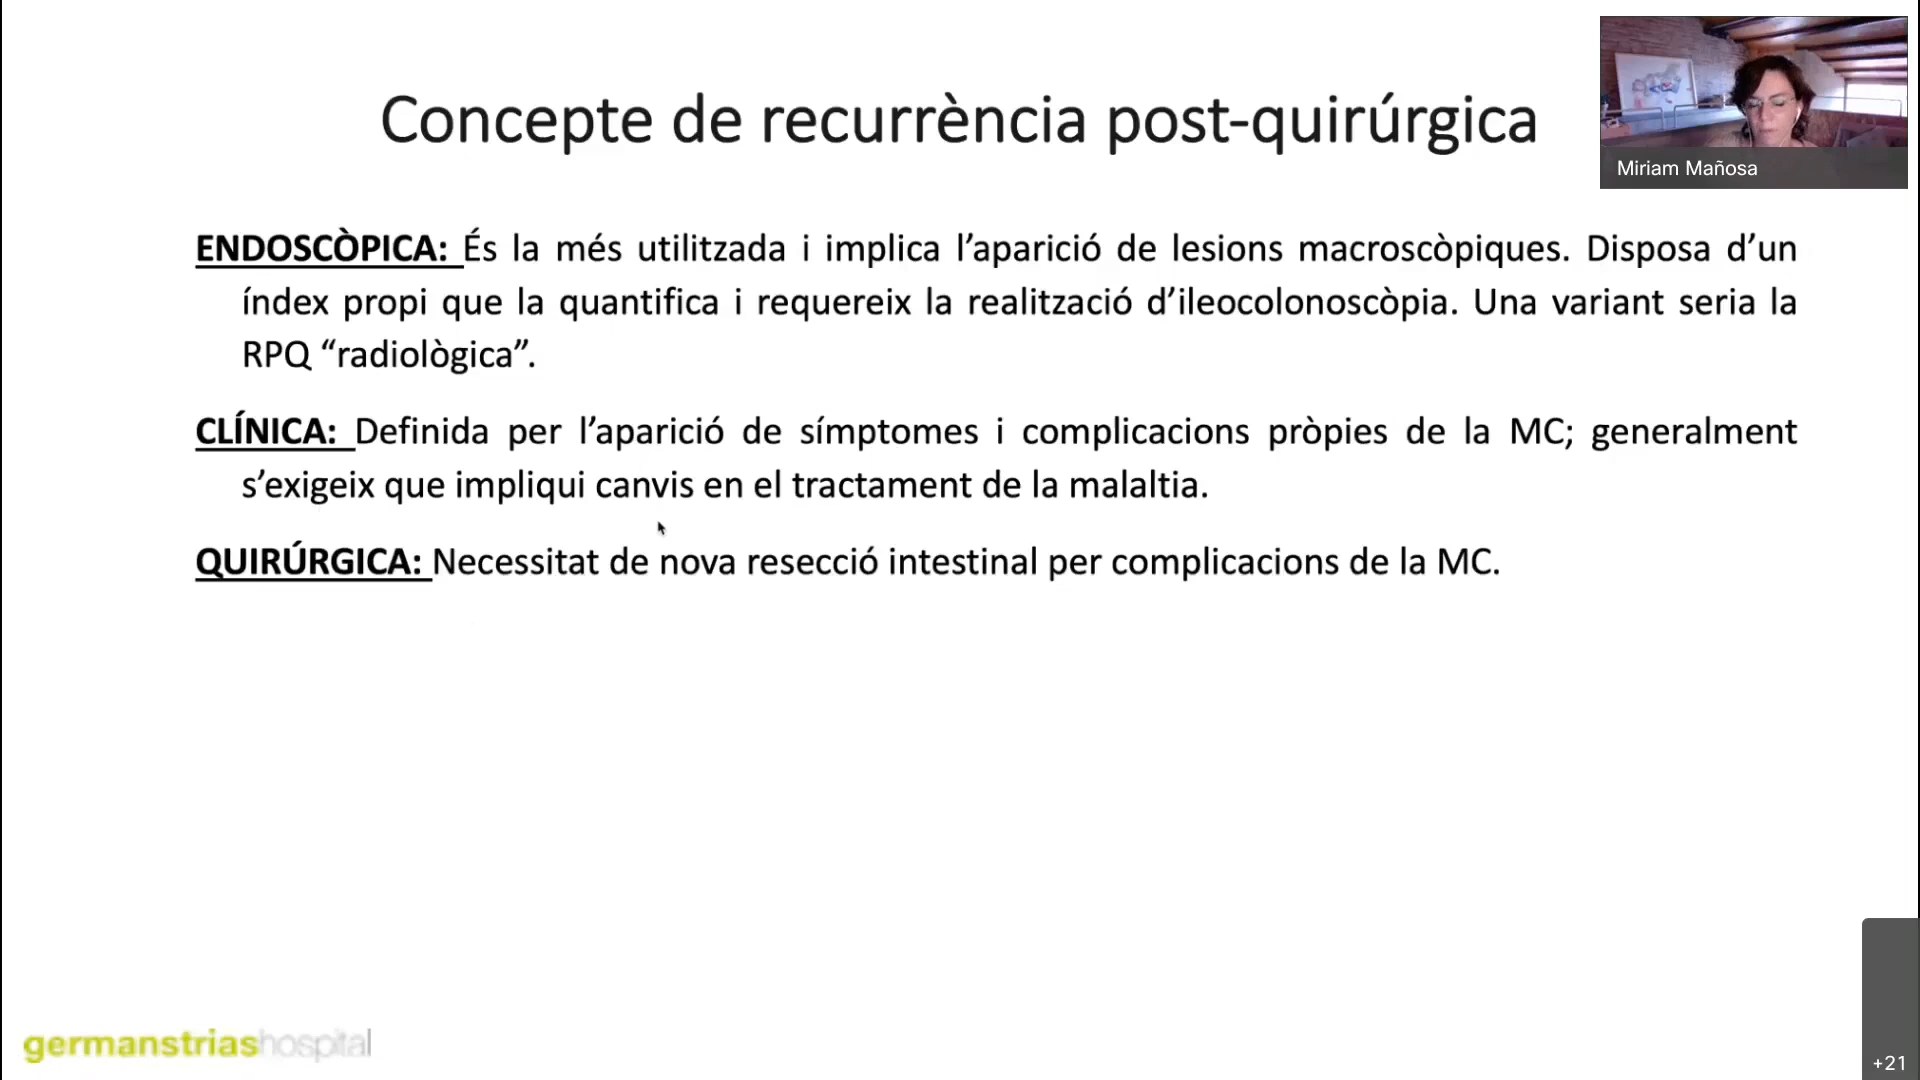 Concepte de recurrència post-quirúrgica
Miriam Mañosa
ENDOSCÒPICA: És la més utilitzada i implica l’aparició de lesions macroscòpiques. Disposa d’un
índex propi que la quantifica i requereix la realització d’ileocolonoscòpia. Una variant seria la
RPQ “radiològica”.
CLÍNICA: Definida per l’aparició de símptomes i complicacions pròpies de la MC; generalment
s’exigeix que impliqui canvis en el tractament de la malaltia.
QUIRÚRGICA: Necessitat de nova resecció intestinal per complicacions de la MC.
germanstriashospital
+21